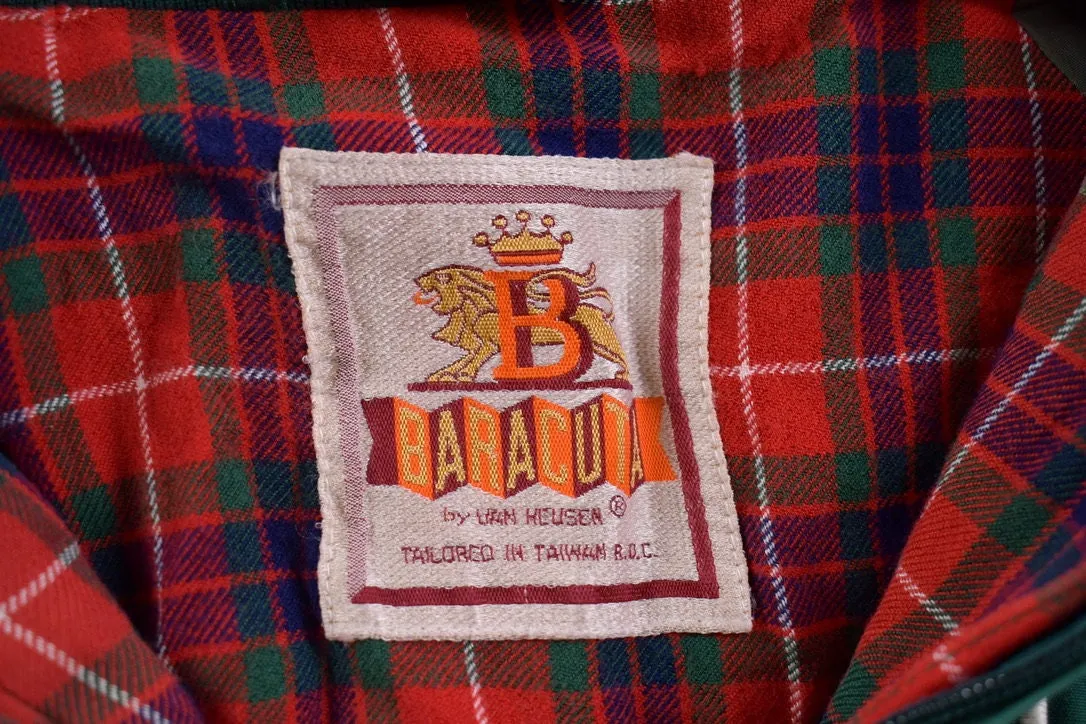 B
BARACUTA
by VAN HEUSEN ®
TAILORED IN TAIWAN R.O.C.